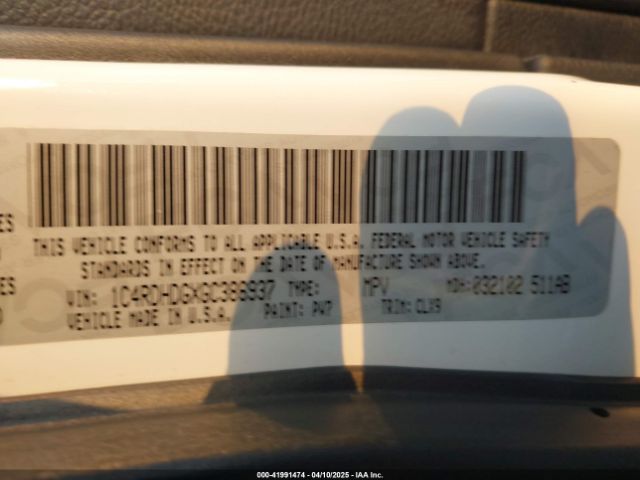 THIS VEHICLE CONFORMS TO ALL APPLICABLE U.S.A. FEDERAL MOTOR VEHICLE SAFETY
STANDARDS IN EFFECT ON THE DATE OF MANUFACTURE SHOWN ABOVE.
VIN: 1C4RDHDGXGC388937 TYPE: MPV MDH:032102 511AB
VEHICLE MADE IN U.S.A. PAINT: PW7 TRIM:CLX9
000-41991474 - 04/10/2025 - IAA Inc.